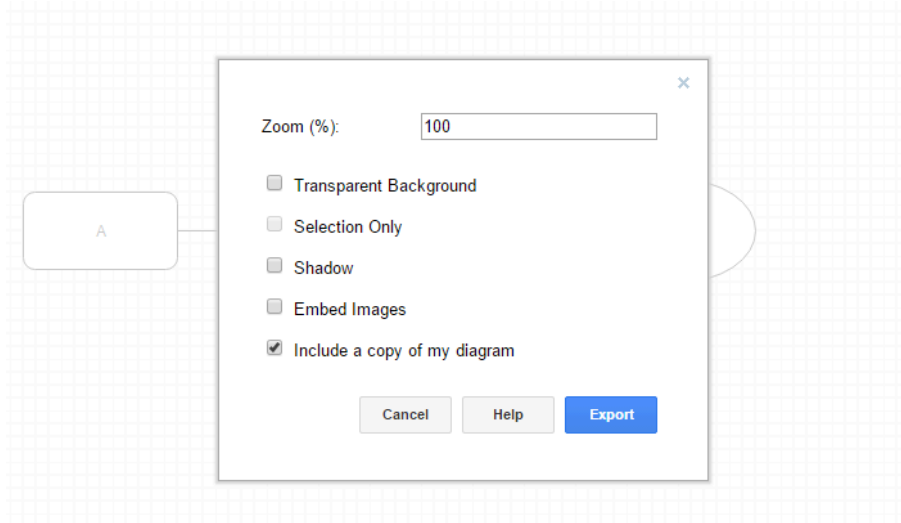 ×
Zoom (%): 100
Transparent Background
A
Selection Only
Shadow
Embed Images
Include a copy of my diagram
Cancel Help Export